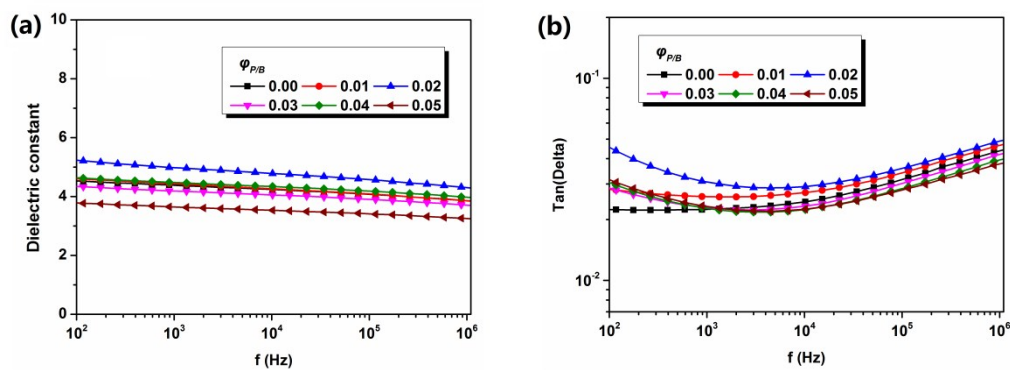 (a)
10
8
6
4
2
0
Dielectric constant
φP/B
0.00 0.01 0.02
0.03 0.04 0.05
10² 10³ 10⁴ 10⁵ 10⁶
f (Hz)
(b)
10⁻¹
10⁻²
Tan(Delta)
φP/B
0.00 0.01 0.02
0.03 0.04 0.05
10² 10³ 10⁴ 10⁵ 10⁶
f (Hz)